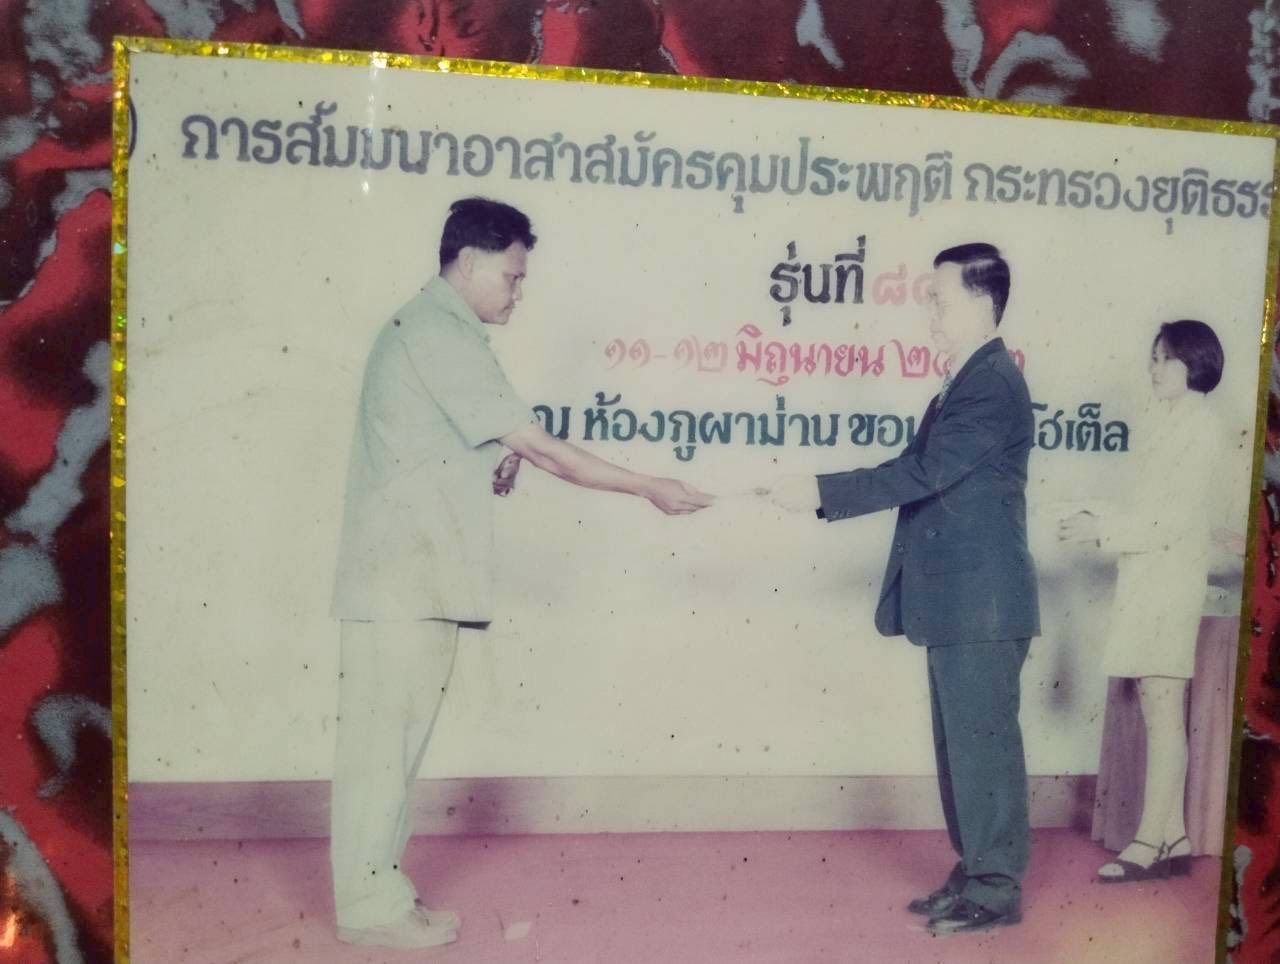 การสัมมนาอาสาสมัครคุมประพฤติ กระทรวงยุติธรร
รุ่นที่ ๘
๑๑-๑๒ มิถุนายน
ณ ห้องภูผาม่าน โฮเต็ล